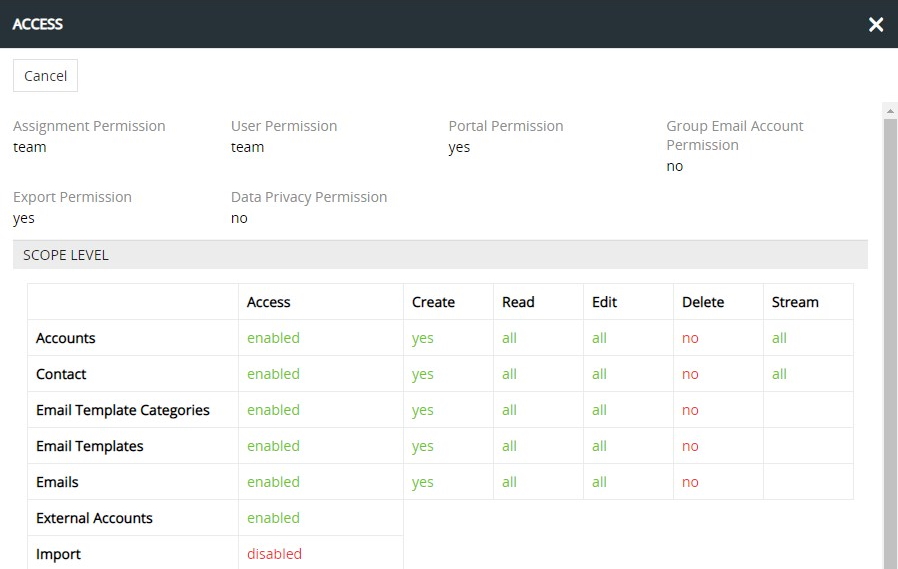 ACCESS
Cancel
Assignment Permission User Permission Portal Permission Group Email Account
Permission
team team yes
no
Export Permission Data Privacy Permission
yes no
SCOPE LEVEL
Access Create Read Edit Delete Stream
Accounts enabled yes all all no all
Contact enabled yes all all no all
Email Template Categories enabled yes all all no
Email Templates enabled yes all all no
Emails enabled yes all all no
External Accounts enabled
Import disabled